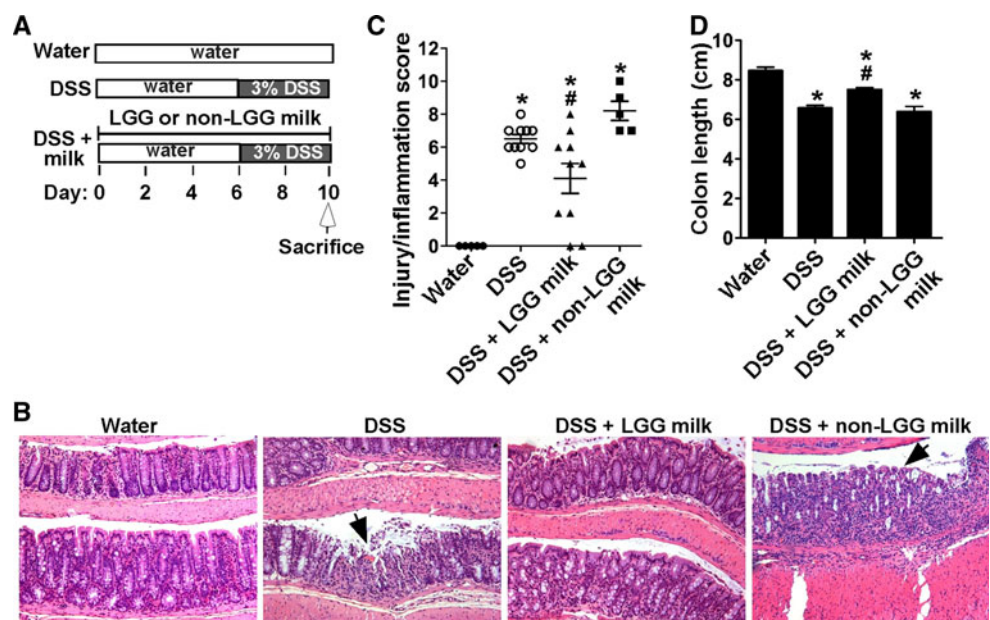 A
Water
water
DSS
water
3% DSS
LGG or non-LGG milk
DSS +
milk
water
3% DSS
Day: 0 2 4 6 8 10
Sacrifice
C
Injury/inflammation score
12
10
8
6
4
2
0
*
*
#
*
Water
DSS
DSS + LGG milk
DSS + non-LGG
milk
D
Colon length (cm)
10
8
6
4
2
0
*
*
#
*
Water
DSS
DSS + LGG milk
DSS + non-LGG
milk
B
Water
DSS
DSS + LGG milk
DSS + non-LGG milk